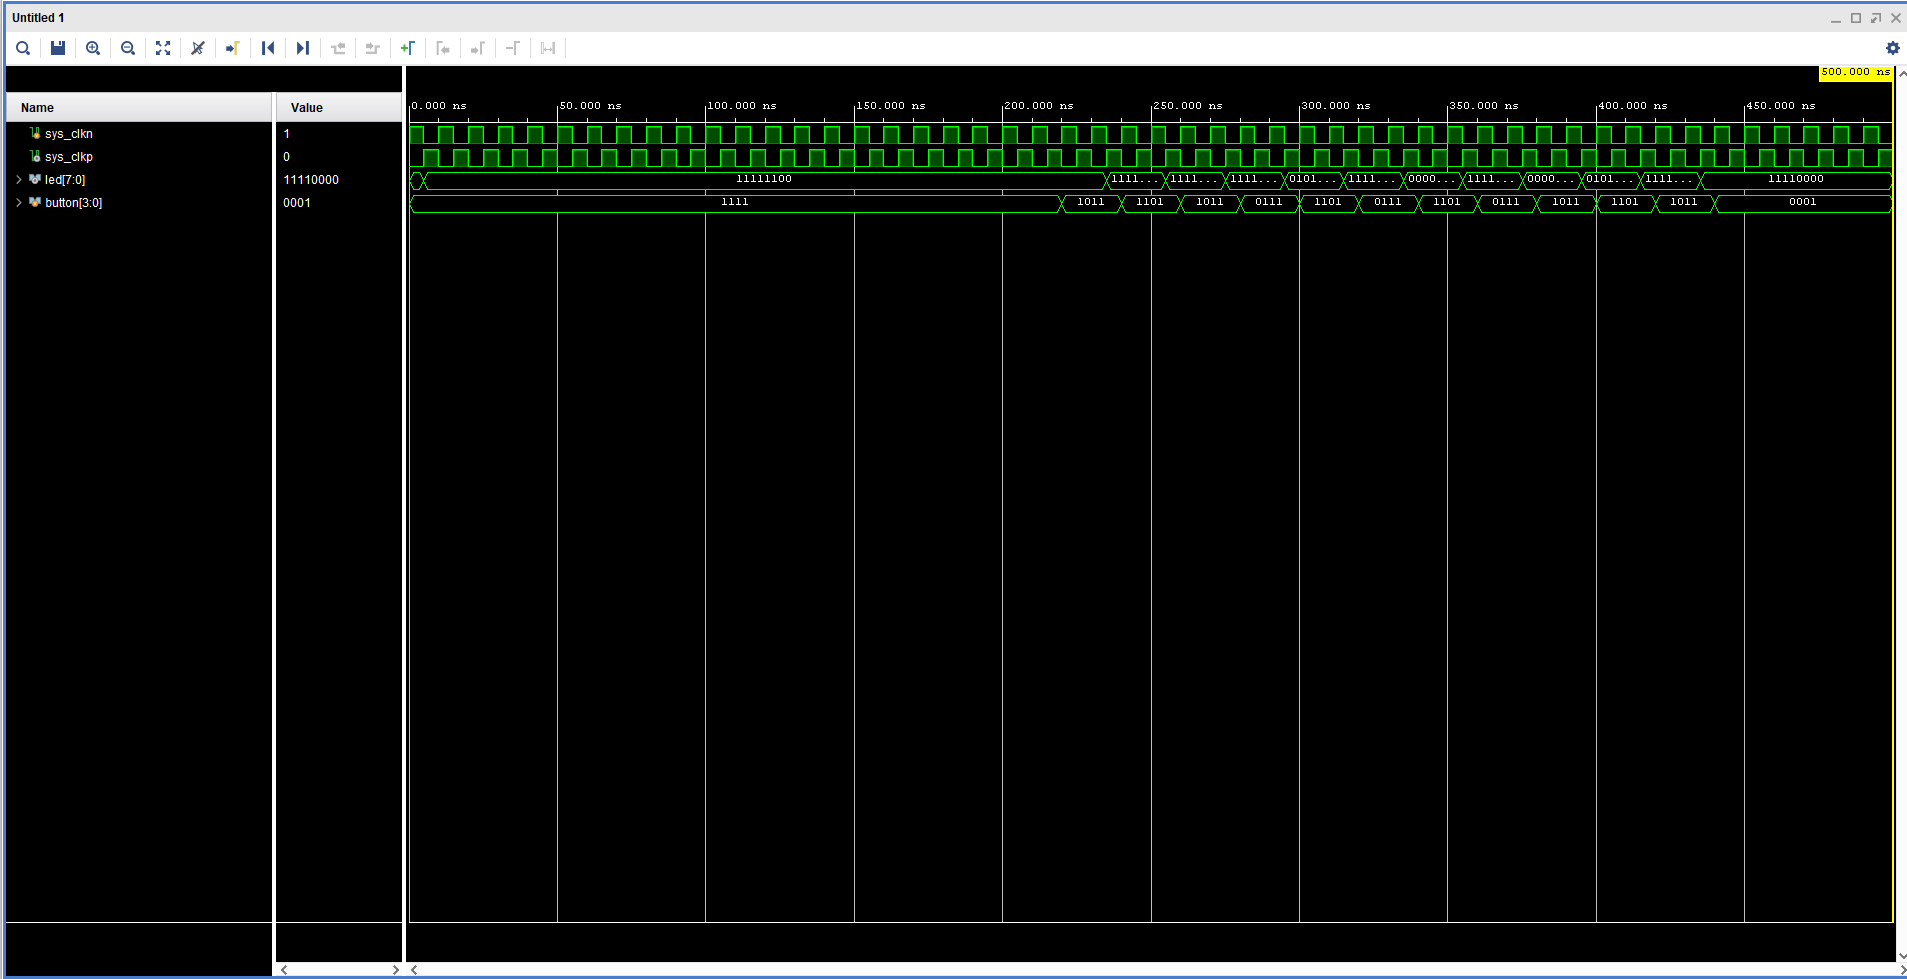 Untitled 1
500.000 ns
Name Value
0.000 ns 50.000 ns 100.000 ns 150.000 ns 200.000 ns 250.000 ns 300.000 ns 350.000 ns 400.000 ns 450.000 ns
sys_clkn 1
sys_clkp 0
led[7:0] 11110000 11111100 1111... 1111... 1111... 0101... 1111... 0000... 1111... 0000... 0101... 1111... 11110000
button[3:0] 0001 1111 1011 1101 1011 0111 1101 0111 1101 0111 1011 1101 1011 0001